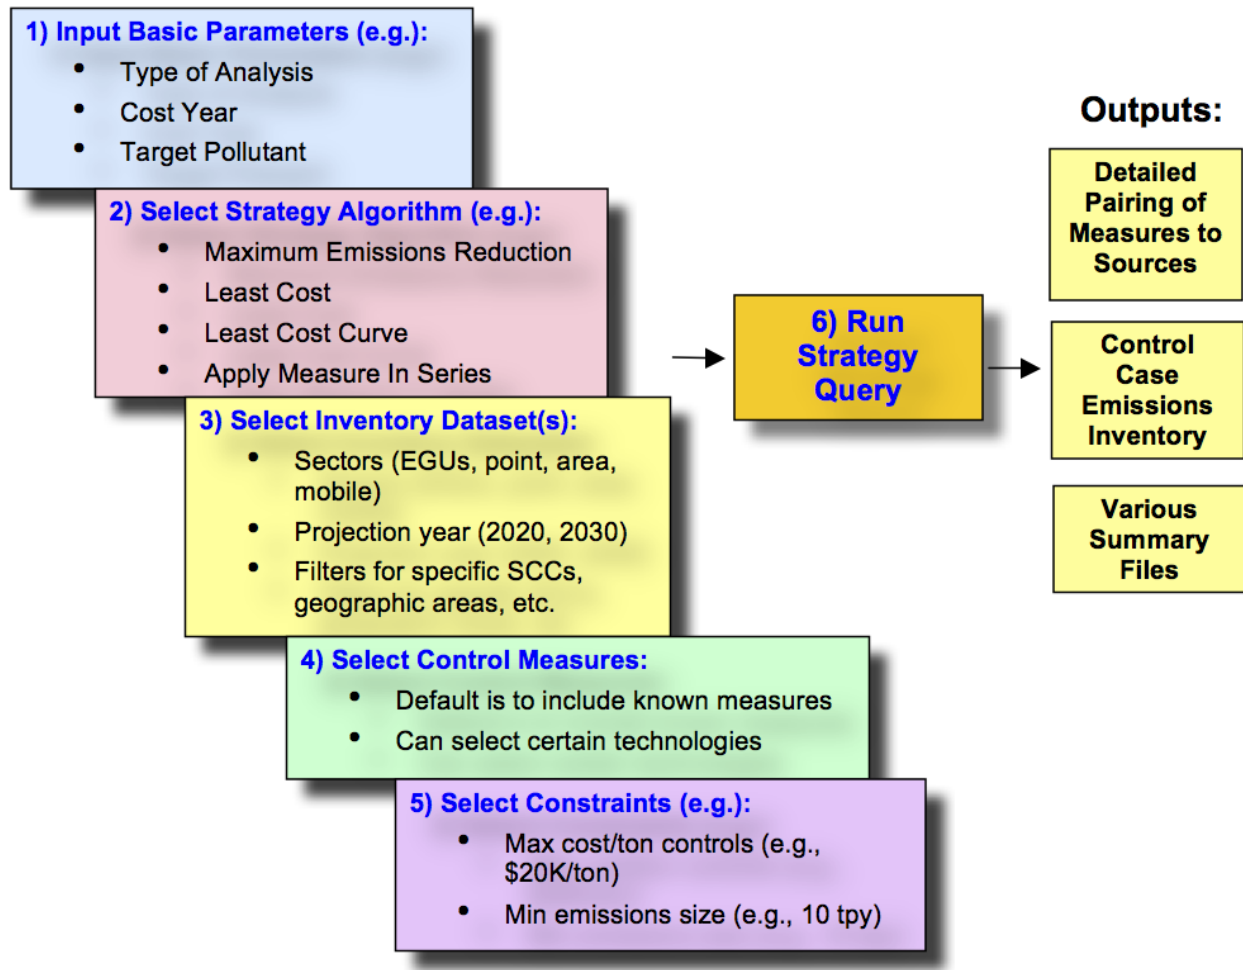 1) Input Basic Parameters (e.g.):
• Type of Analysis
• Cost Year
• Target Pollutant
2) Select Strategy Algorithm (e.g.):
• Maximum Emissions Reduction
• Least Cost
• Least Cost Curve
• Apply Measure In Series
3) Select Inventory Dataset(s):
• Sectors (EGUs, point, area,
mobile)
• Projection year (2020, 2030)
• Filters for specific SCCs,
geographic areas, etc.
4) Select Control Measures:
• Default is to include known measures
• Can select certain technologies
5) Select Constraints (e.g.):
• Max cost/ton controls (e.g.,
$20K/ton)
• Min emissions size (e.g., 10 tpy)
6) Run
Strategy
Query
Outputs:
Detailed
Pairing of
Measures to
Sources
Control
Case
Emissions
Inventory
Various
Summary
Files